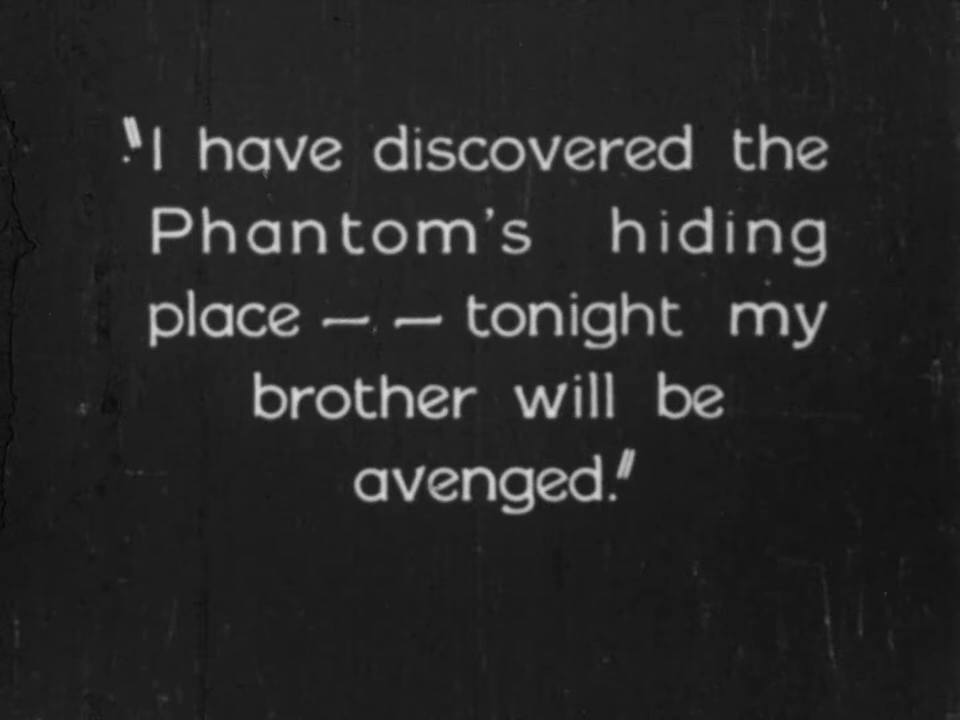 "I have discovered the
Phantom's hiding
place -- tonight my
brother will be
avenged."